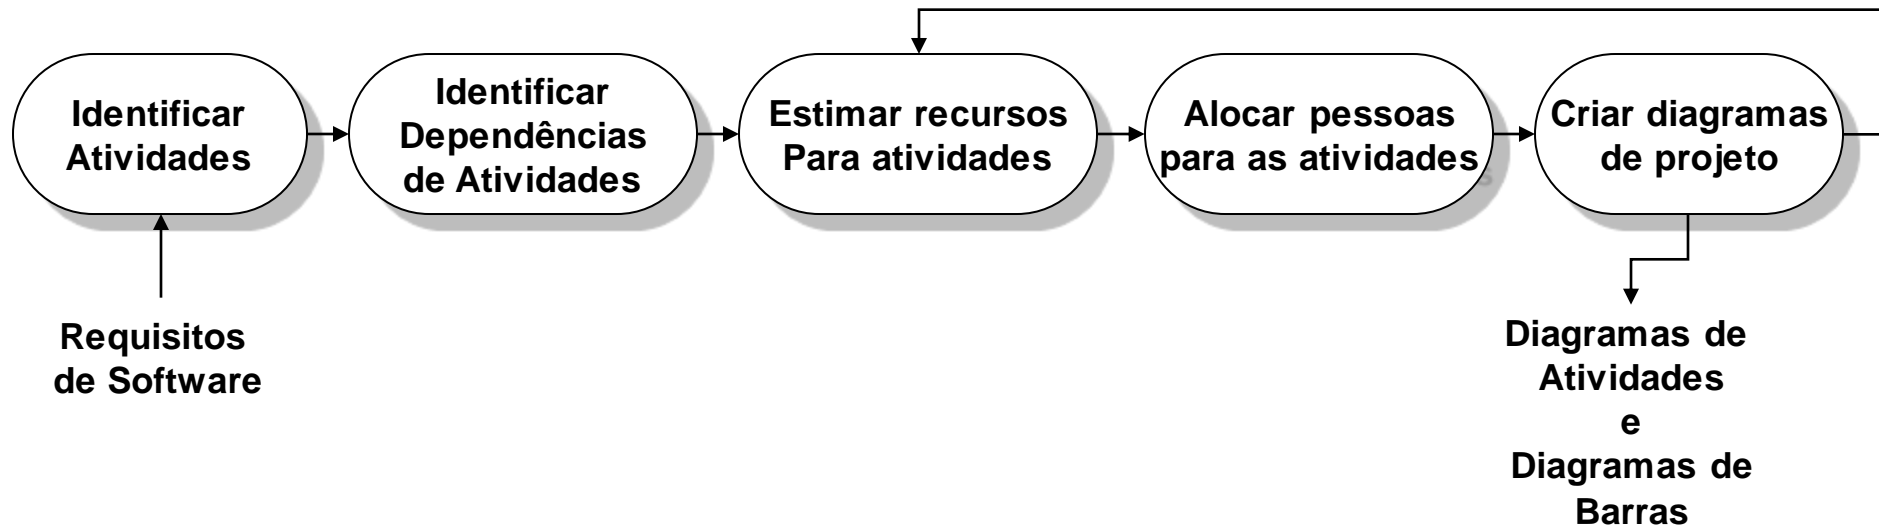 Identificar
Atividades
Identificar
Dependências
de Atividades
Estimar recursos
Para atividades
Alocar pessoas
para as atividades
Criar diagramas
de projeto
Requisitos
de Software
Diagramas de
Atividades
e
Diagramas de
Barras